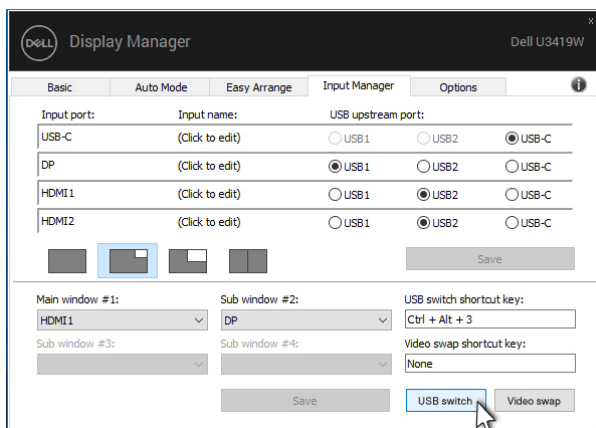 x
DELL Display Manager Dell U3419W
Basic Auto Mode Easy Arrange Input Manager Options i
Input port: Input name: USB upstream port:
USB-C (Click to edit) USB1 USB2 USB-C
DP (Click to edit) USB1 USB2 USB-C
HDMI1 (Click to edit) USB1 USB2 USB-C
HDMI2 (Click to edit) USB1 USB2 USB-C
Save
Main window #1: Sub window #2: USB switch shortcut key:
HDMI1 DP Ctrl + Alt + 3
Sub window #3: Sub window #4: Video swap shortcut key:
None
Save USB switch Video swap